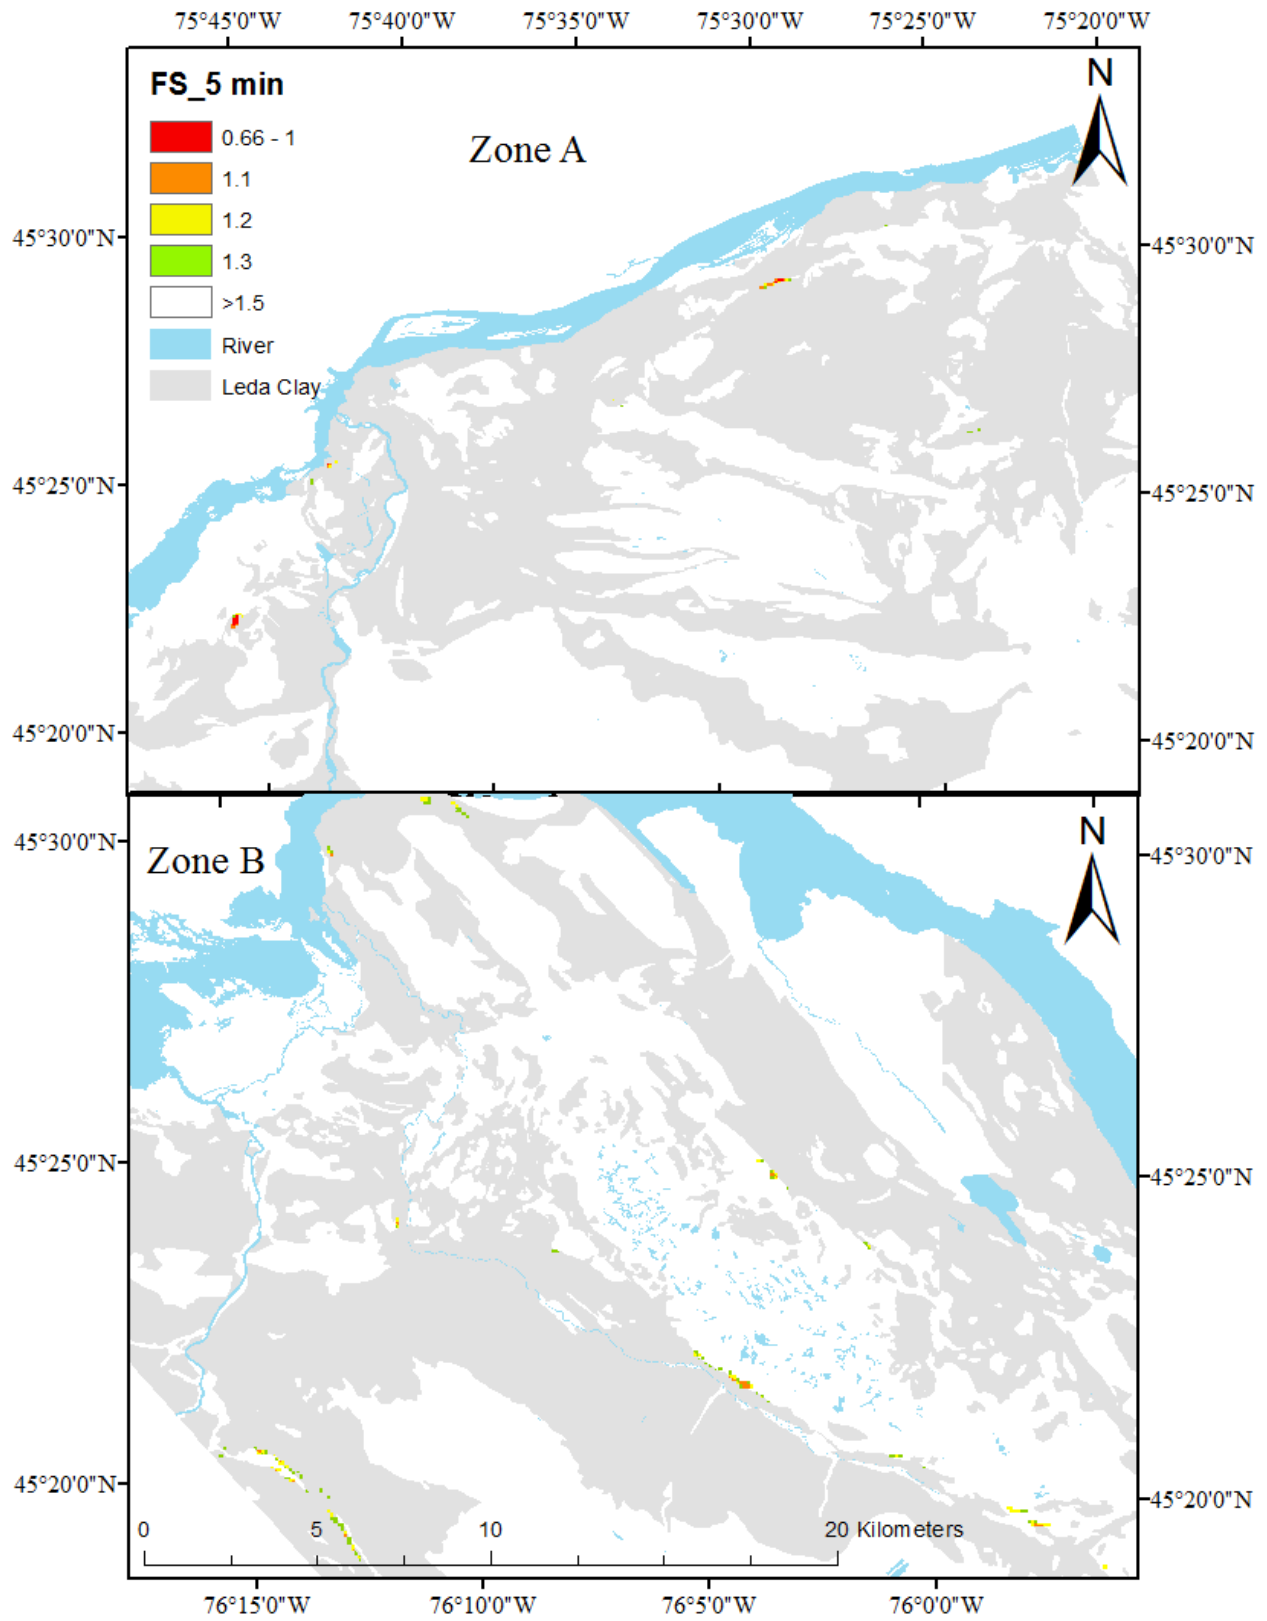 75°45'0"W 75°40'0"W 75°35'0"W 75°30'0"W 75°25'0"W 75°20'0"W
FS_5 min
N
0.66 - 1
Zone A
1.1
1.2
45°30'0"N
45°30'0"N
1.3
>1.5
River
Leda Clay
45°25'0"N
45°25'0"N
45°20'0"N
45°20'0"N
N
45°30'0"N
45°30'0"N
Zone B
45°25'0"N
45°25'0"N
45°20'0"N
45°20'0"N
0 5 10 20 Kilometers
76°15'0"W 76°10'0"W 76°5'0"W 76°0'0"W